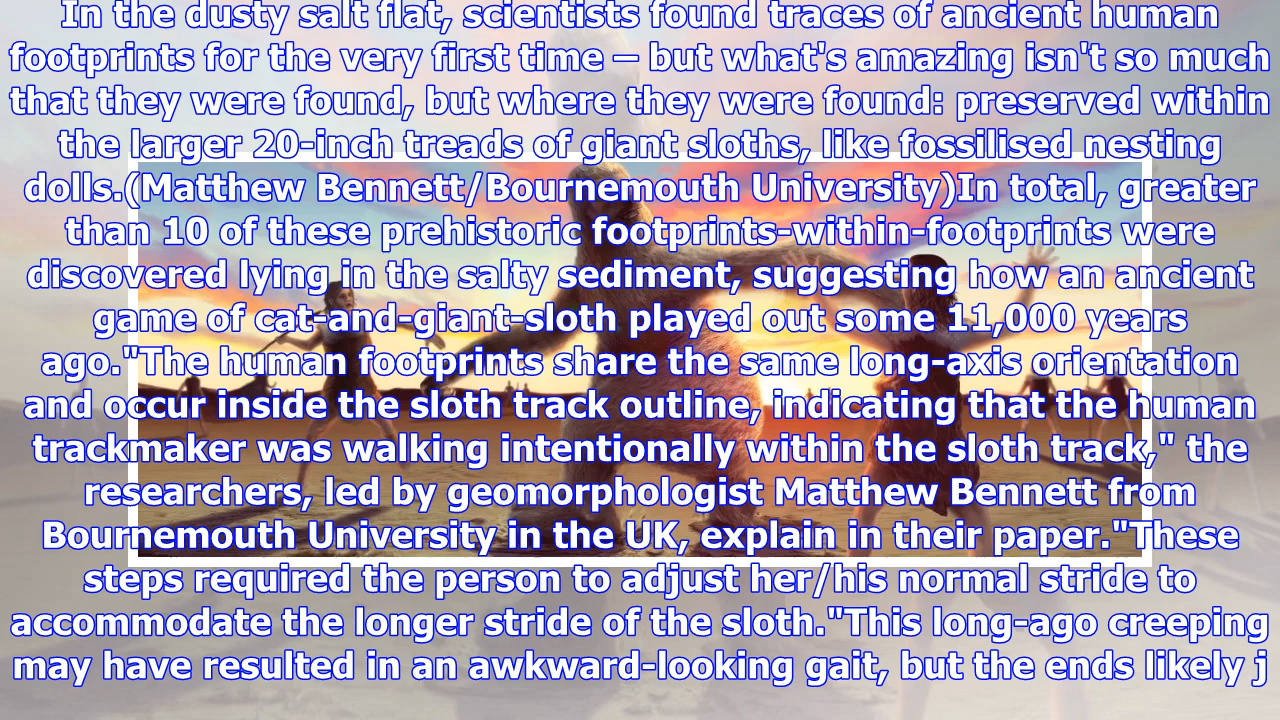 In the dusty salt flat, scientists found traces of ancient human
footprints for the very first time – but what's amazing isn't so much
that they were found, but where they were found: preserved within
the larger 20-inch treads of giant sloths, like fossilised nesting
dolls.(Matthew Bennett/Bournemouth University)In total, greater
than 10 of these prehistoric footprints-within-footprints were
discovered lying in the salty sediment, suggesting how an ancient
game of cat-and-giant-sloth played out some 11,000 years
ago."The human footprints share the same long-axis orientation
and occur inside the sloth track outline, indicating that the human
trackmaker was walking intentionally within the sloth track," the
researchers, led by geomorphologist Matthew Bennett from
Bournemouth University in the UK, explain in their paper."These
steps required the person to adjust her/his normal stride to
accommodate the longer stride of the sloth."This long-ago creeping
may have resulted in an awkward-looking gait, but the ends likely j